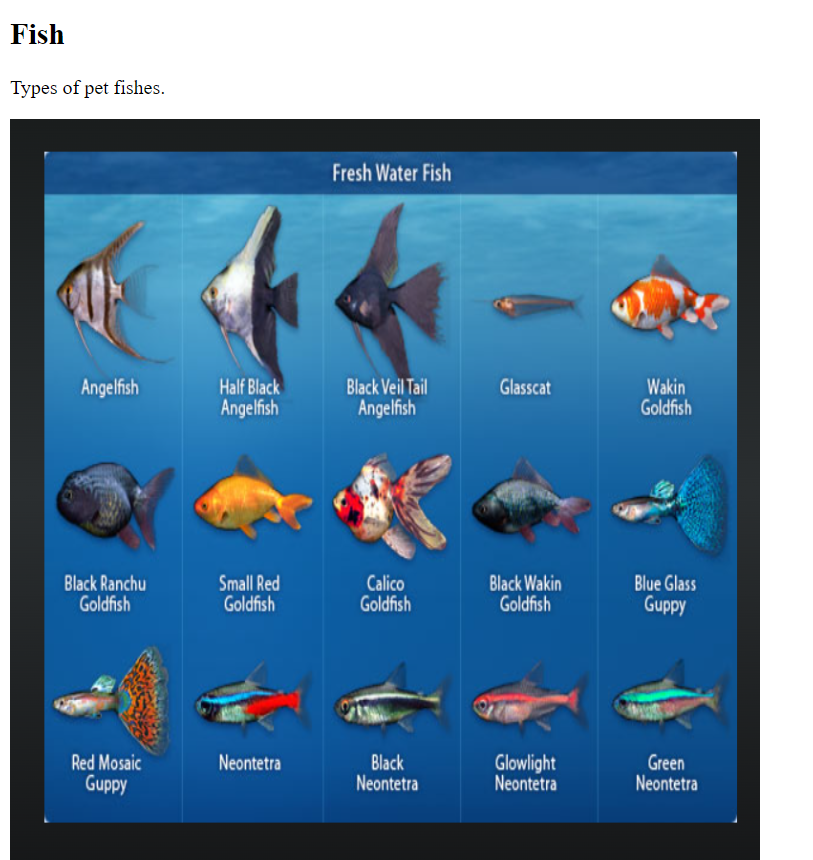 Fish
Types of pet fishes.
Fresh Water Fish
Angelfish
Half Black
Angelfish
Black Veil Tail
Angelfish
Glasscat
Wakin
Goldfish
Black Ranchu
Goldfish
Small Red
Goldfish
Calico
Goldfish
Black Wakin
Goldfish
Blue Glass
Guppy
Red Mosaic
Guppy
Neontetra
Black
Neontetra
Glowlight
Neontetra
Green
Neontetra